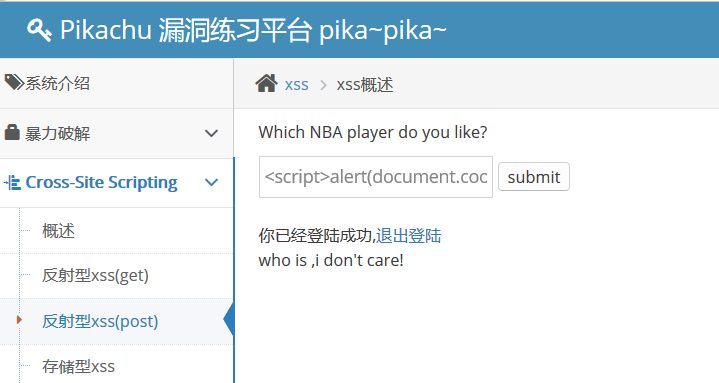 Pikachu 漏洞练习平台 pika~pika~
系统介绍
xss > xss概述
暴力破解
Which NBA player do you like?
Cross-Site Scripting
<script>alert(document.coo
submit
概述
你已经登陆成功,退出登陆
who is ,i don't care!
反射型xss(get)
反射型xss(post)
存储型xss